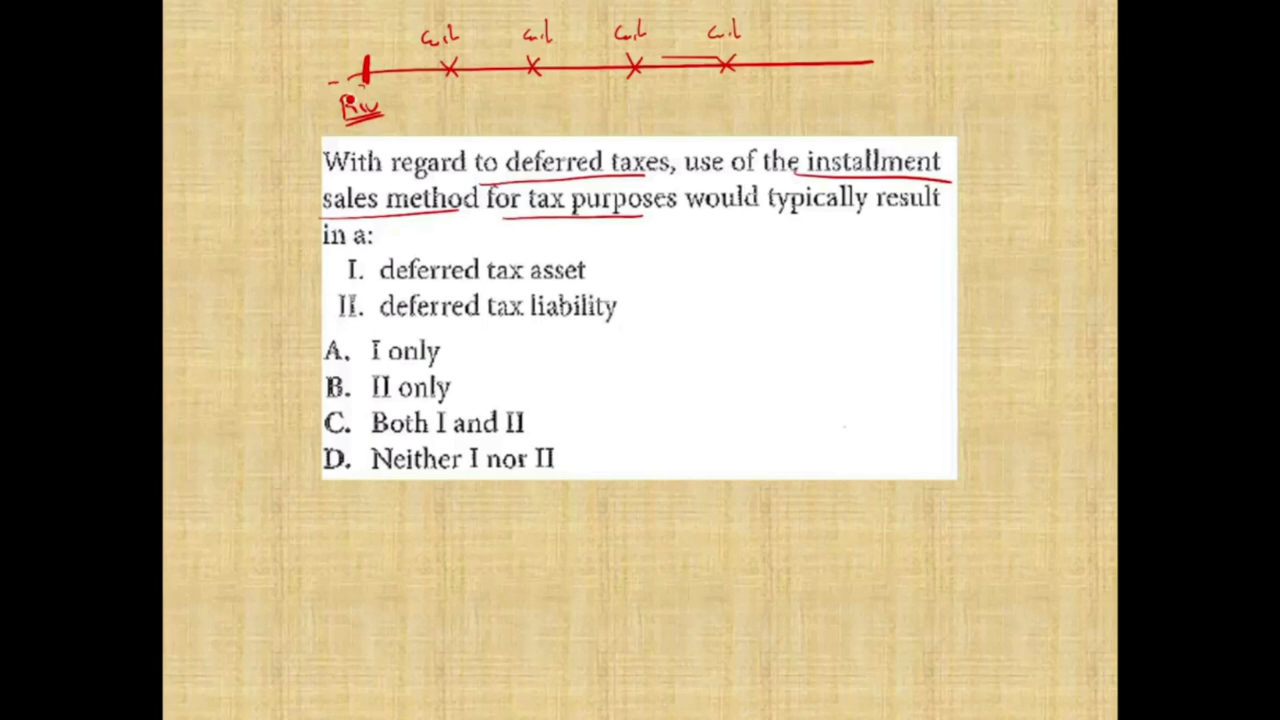 With regard to deferred taxes, use of the installment
sales method for tax purposes would typically result
in a:
I. deferred tax asset
II. deferred tax liability
A. I only
B. II only
C. Both I and II
D. Neither I nor II